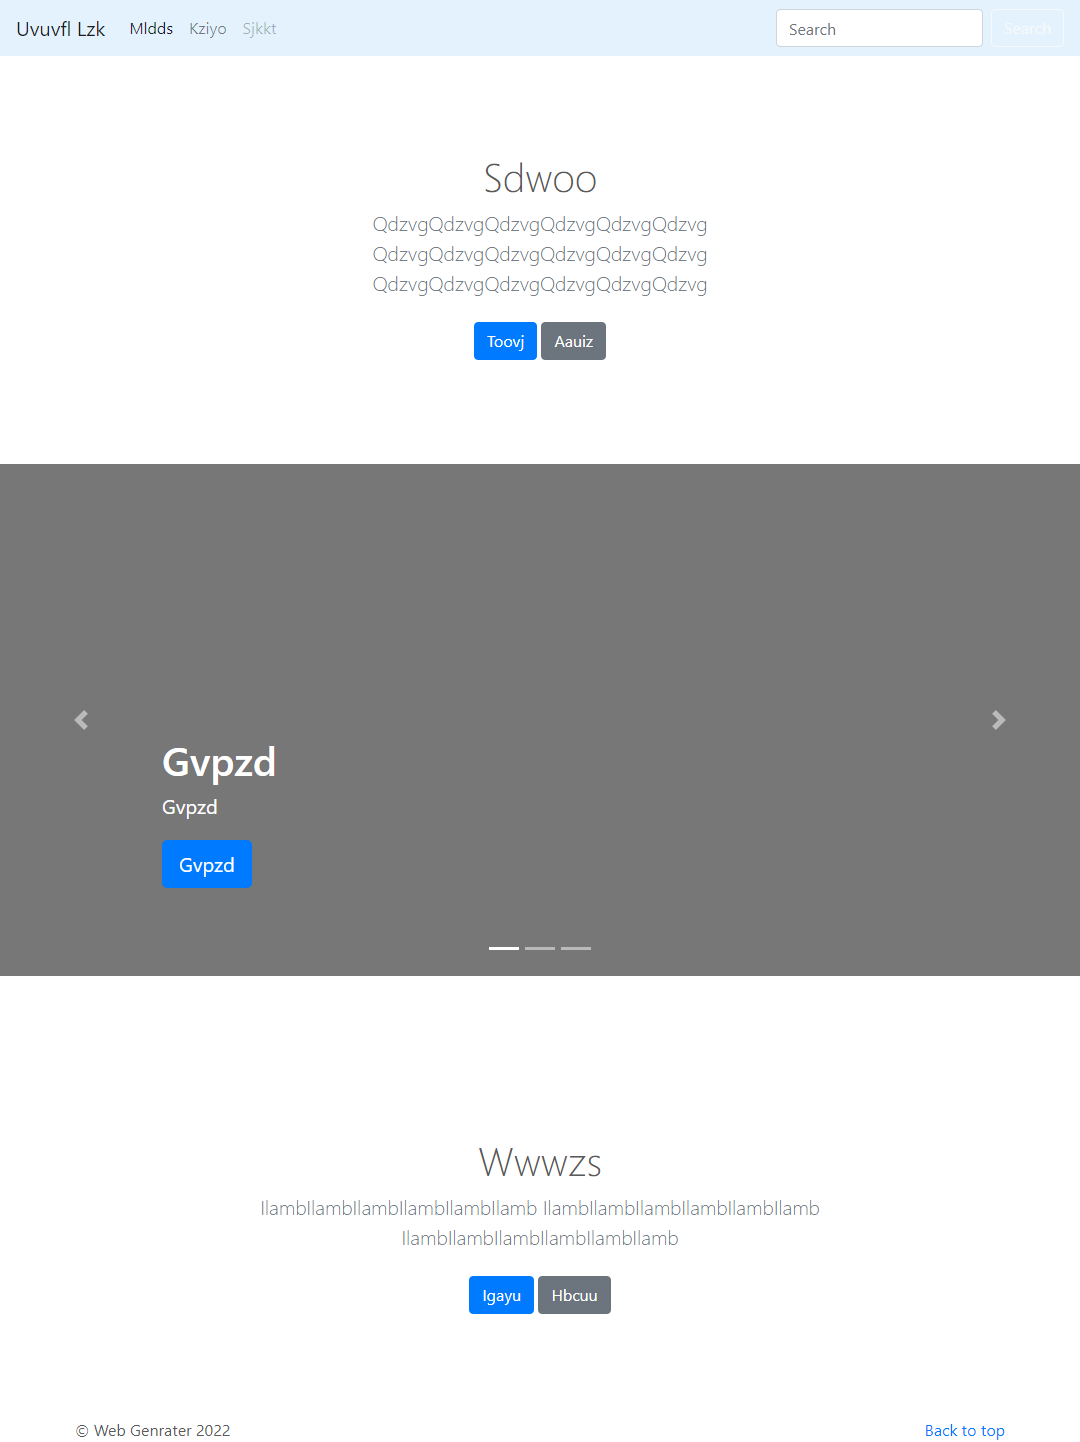 Uvuvfl Lzk Mldds Kziyo Sjkkt Search Search
Sdwoo
QdzvgQdzvgQdzvgQdzvgQdzvgQdzvg
QdzvgQdzvgQdzvgQdzvgQdzvgQdzvg
QdzvgQdzvgQdzvgQdzvgQdzvgQdzvg
Toovj Aauiz
Gvpzd
Gvpzd
Gvpzd
Wwwzs
IlambIlambIlambIlambIlambIlamb IlambIlambIlambIlambIlambIlamb
IlambIlambIlambIlambIlambIlamb
Igayu Hbcuu
© Web Genrater 2022 Back to top